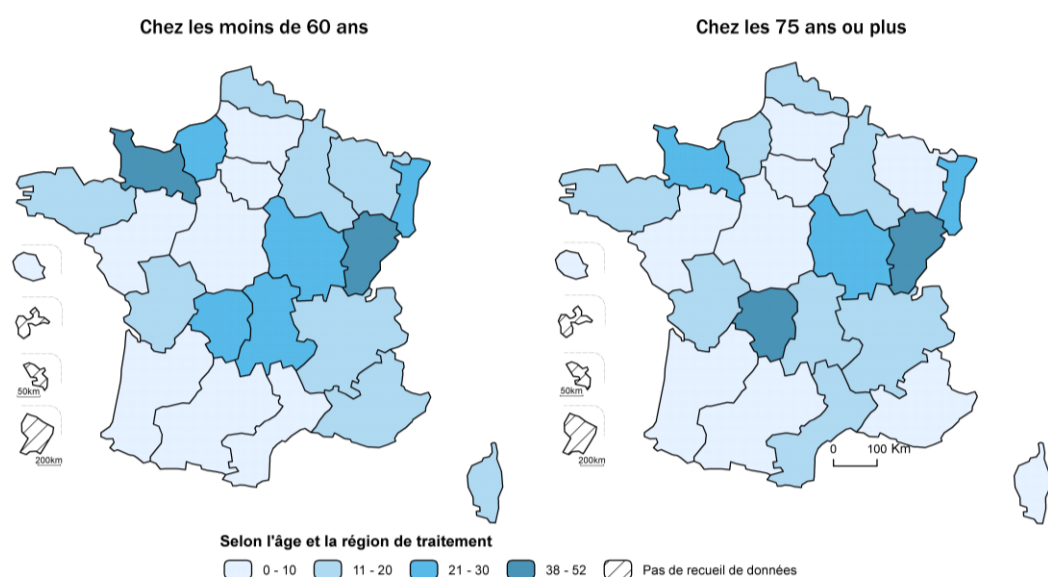 Chez les moins de 60 ans
Chez les 75 ans ou plus
50km
200km
50km
200km
0 100 Km
Selon l'âge et la région de traitement
0 - 10
11 - 20
21 - 30
38 - 52
Pas de recueil de données